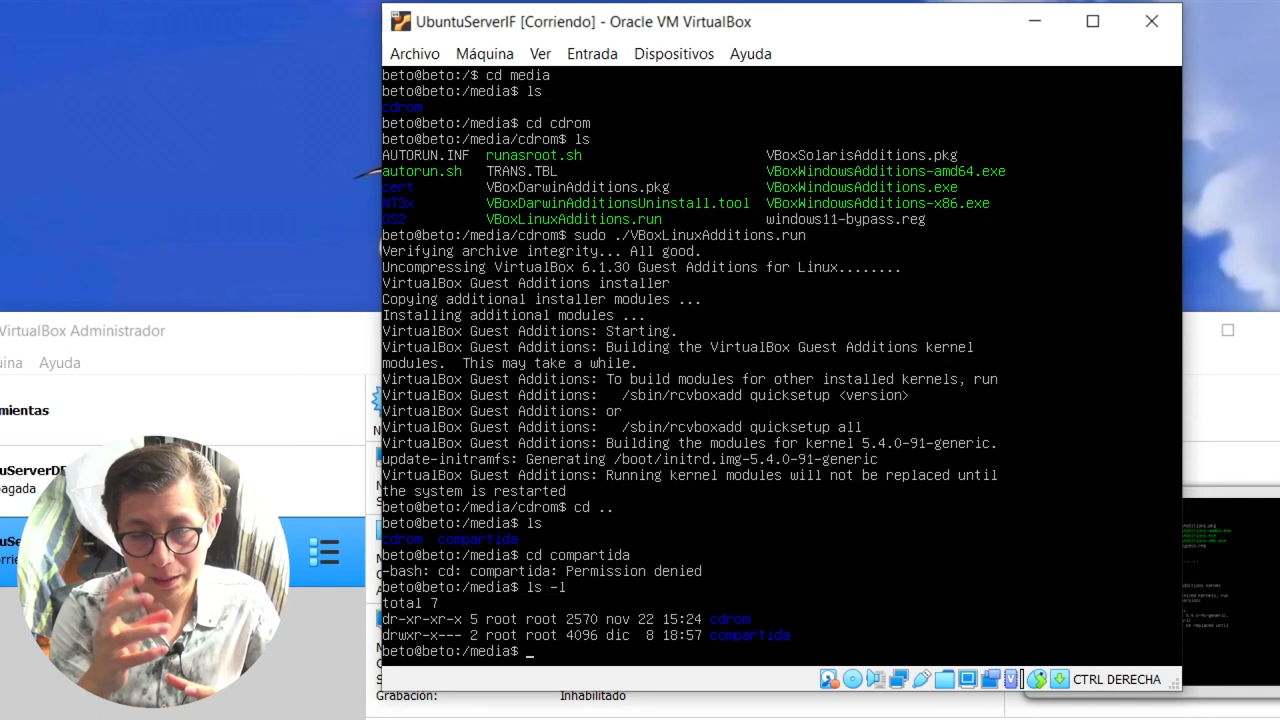 UbuntuServerIF [Corriendo] - Oracle VM VirtualBox
Archivo Máquina Ver Entrada Dispositivos Ayuda
beto@beto:/$ cd media
beto@beto:/media$ ls
cdrom
beto@beto:/media$ cd cdrom
beto@beto:/media/cdrom$ ls
AUTORUN.INF runasroot.sh VBoxSolarisAdditions.pkg
autorun.sh TRANS.TBL VBoxWindowsAdditions-amd64.exe
cert VBoxDarwinAdditions.pkg VBoxWindowsAdditions.exe
NT3x VBoxDarwinAdditionsUninstall.tool VBoxWindowsAdditions-x86.exe
OS2 VBoxLinuxAdditions.run windows11-bypass.reg
beto@beto:/media/cdrom$ sudo ./VBoxLinuxAdditions.run
Verifying archive integrity... All good.
Uncompressing VirtualBox 6.1.30 Guest Additions for Linux........
VirtualBox Guest Additions installer
Copying additional installer modules ...
Installing additional modules ...
VirtualBox Guest Additions: Starting.
VirtualBox Guest Additions: Building the VirtualBox Guest Additions kernel
modules.  This may take a while.
VirtualBox Guest Additions: To build modules for other installed kernels, run
VirtualBox Guest Additions:   /sbin/rcvboxadd quicksetup <version>
VirtualBox Guest Additions: or
VirtualBox Guest Additions:   /sbin/rcvboxadd quicksetup all
VirtualBox Guest Additions: Building the modules for kernel 5.4.0-91-generic.
update-initramfs: Generating /boot/initrd.img-5.4.0-91-generic
VirtualBox Guest Additions: Running kernel modules will not be replaced until
the system is restarted
beto@beto:/media/cdrom$ cd ..
beto@beto:/media$ ls
cdrom  compartida
beto@beto:/media$ cd compartida
-bash: cd: compartida: Permission denied
beto@beto:/media$ ls -l
total 7
dr-xr-xr-x 5 root root 2570 nov 22 15:24 cdrom
drwxr-x--- 2 root root 4096 dic  8 18:57 compartida
beto@beto:/media$ _
CTRL DERECHA
VirtualBox Administrador
uina Ayuda
mientas
uServerDD
pagada
Grabación: Inhabilitado